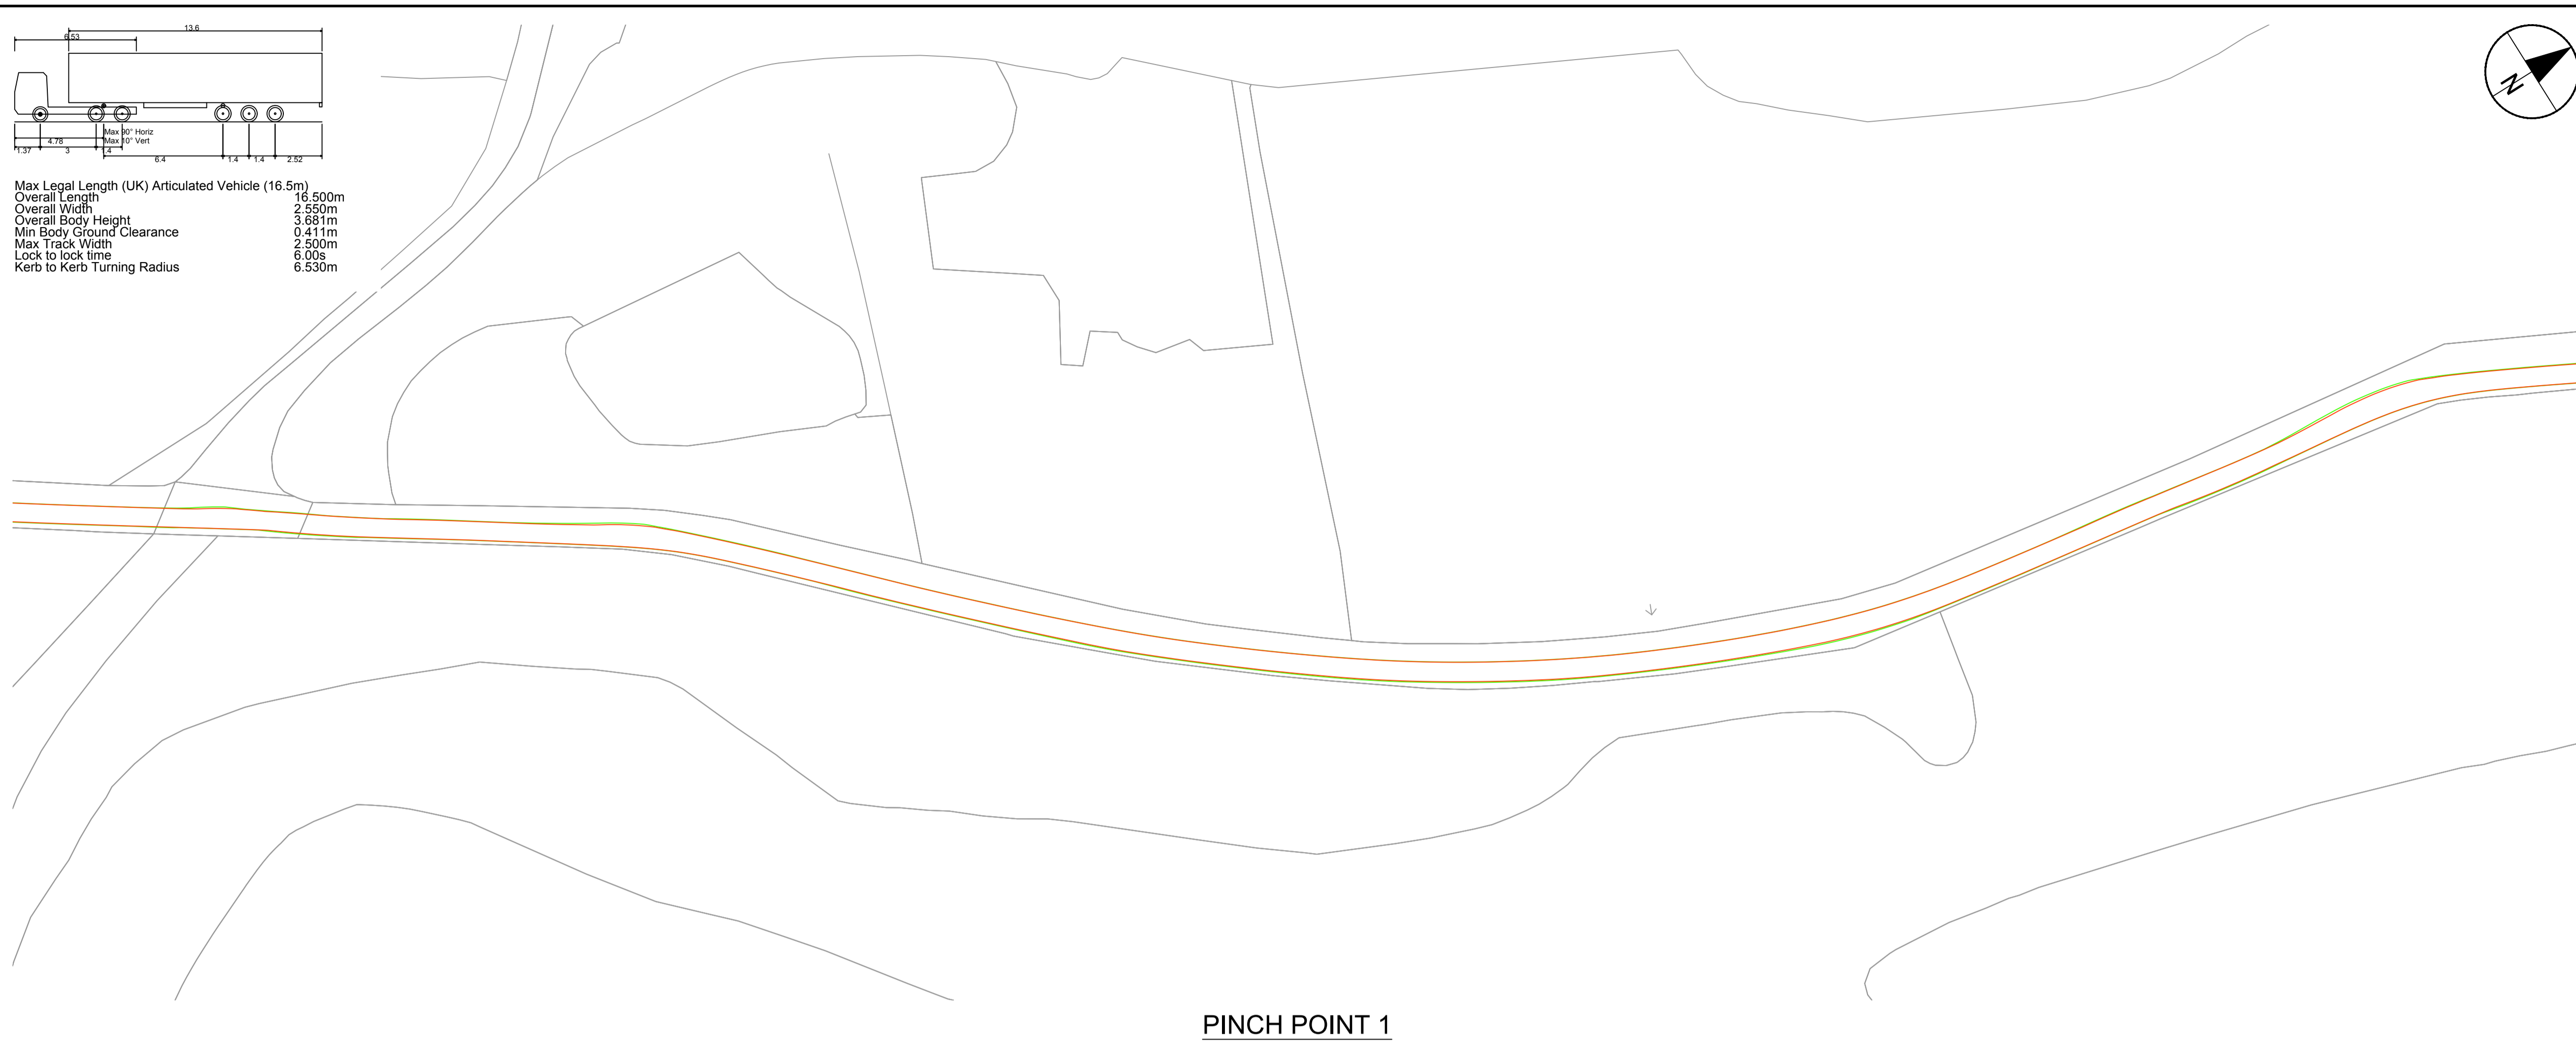 13.6
6.53
Max 90° Horiz
Max 10° Vert
4.78
1.37
3
1.4
6.4
1.4
1.4
2.52
Max Legal Length (UK) Articulated Vehicle (16.5m)
Overall Length 16.500m
Overall Width 2.550m
Overall Body Height 3.681m
Min Body Ground Clearance 0.411m
Max Track Width 2.500m
Lock to lock time 6.00s
Kerb to Kerb Turning Radius 6.530m
N
PINCH POINT 1